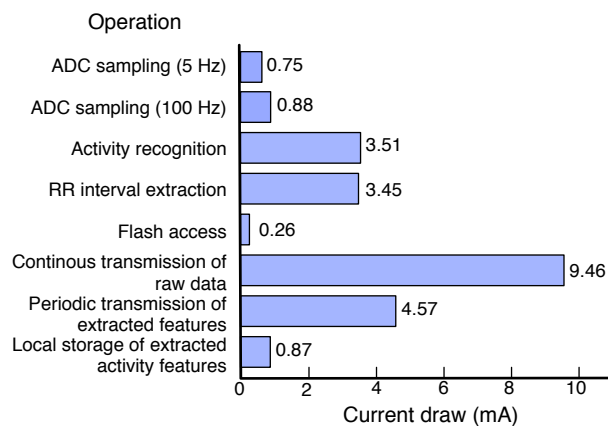 Operation
ADC sampling (5 Hz)
0.75
ADC sampling (100 Hz)
0.88
Activity recognition
3.51
RR interval extraction
3.45
Flash access
0.26
Continous transmission of
raw data
9.46
Periodic transmission of
extracted features
4.57
Local storage of extracted
activity features
0.87
0 2 4 6 8 10
Current draw (mA)